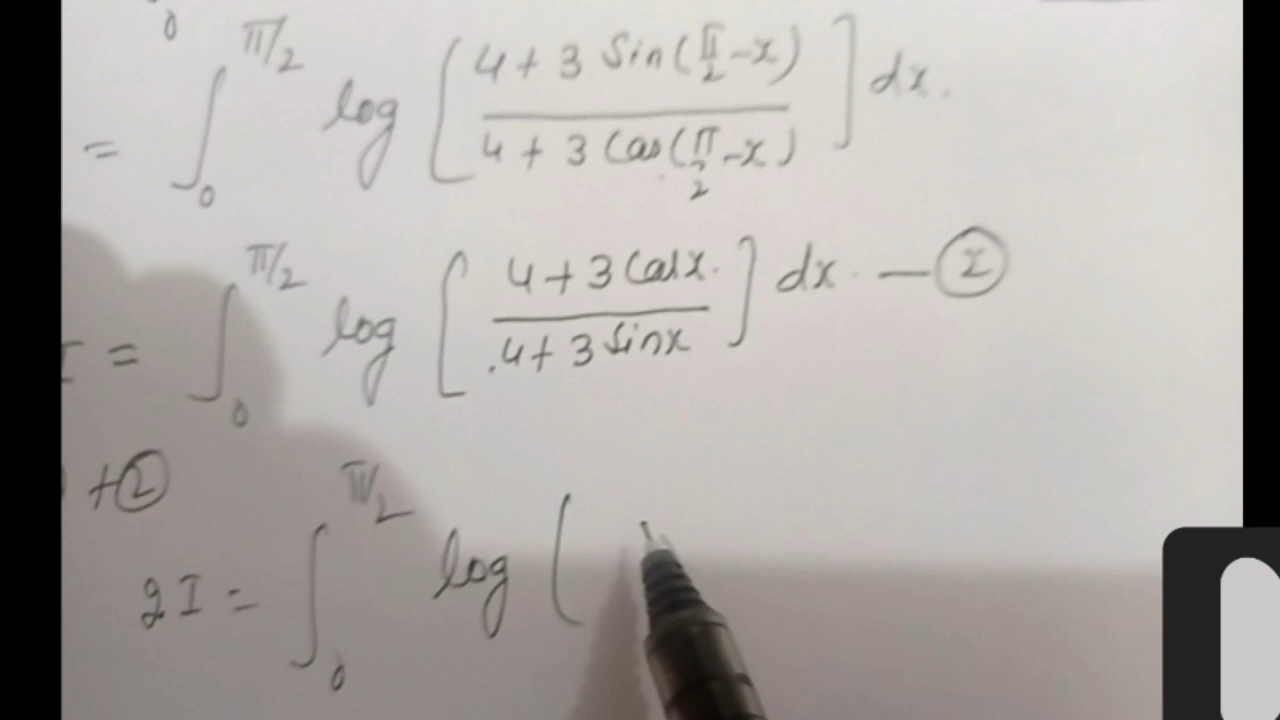 0
= ∫₀^{π/2} log [ (4 + 3 Sin(π/2 - x)) / (4 + 3 Cos(π/2 - x)) ] dx.
I = ∫₀^{π/2} log [ (4 + 3 Cos x) / (4 + 3 Sin x) ] dx. — ②
+ ②
2I = ∫₀^{π/2} log (